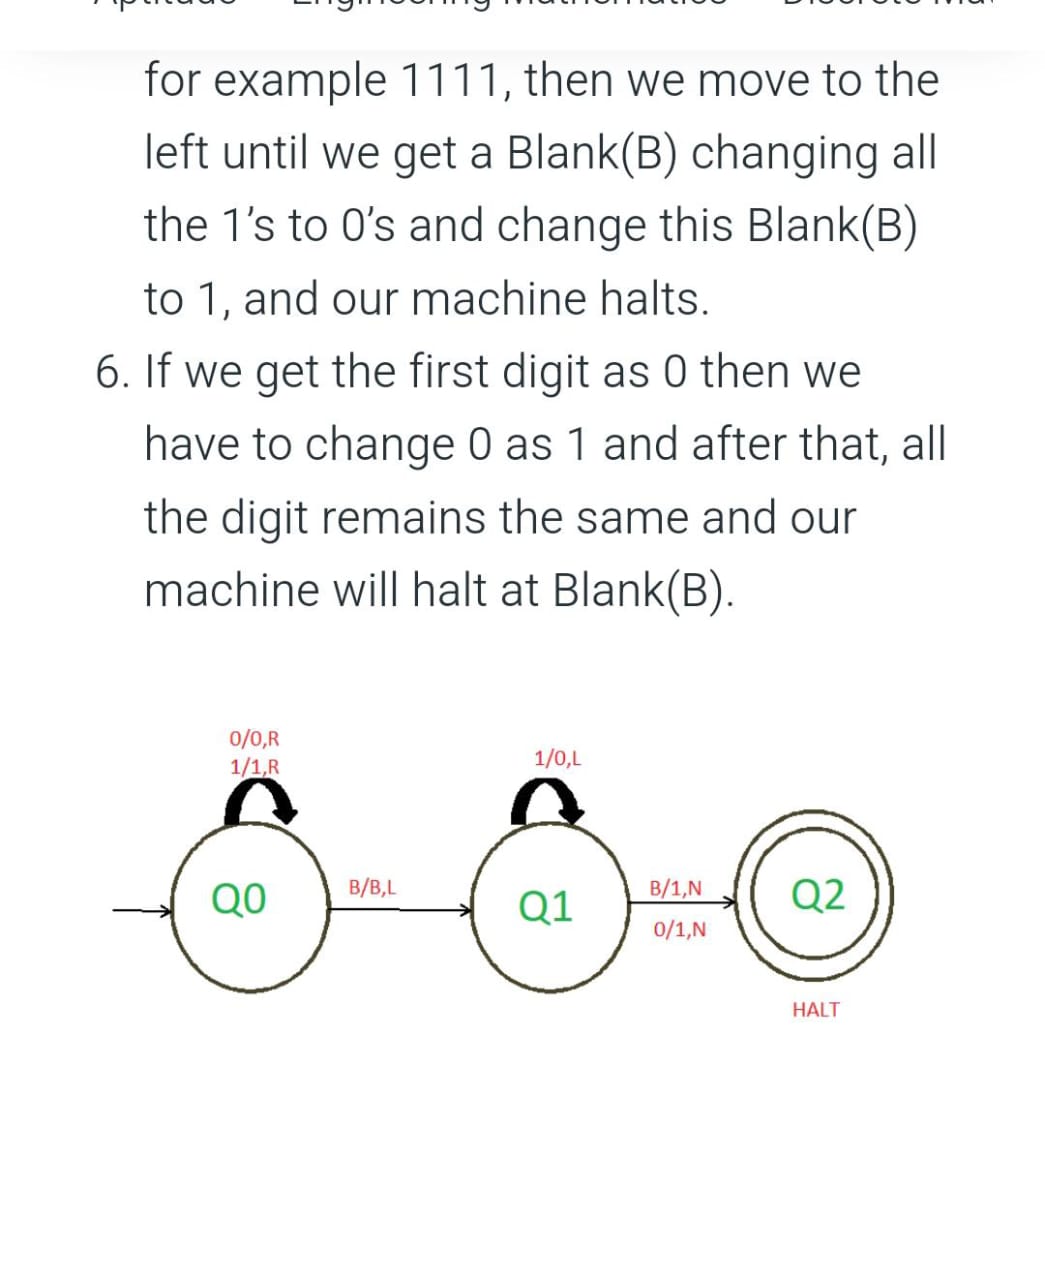 for example 1111, then we move to the
left until we get a Blank(B) changing all
the 1’s to 0’s and change this Blank(B)
to 1, and our machine halts.
6. If we get the first digit as 0 then we
have to change 0 as 1 and after that, all
the digit remains the same and our
machine will halt at Blank(B).
0/0,R
1/1,R
1/0,L
Q0
B/B,L
Q1
B/1,N
0/1,N
Q2
HALT